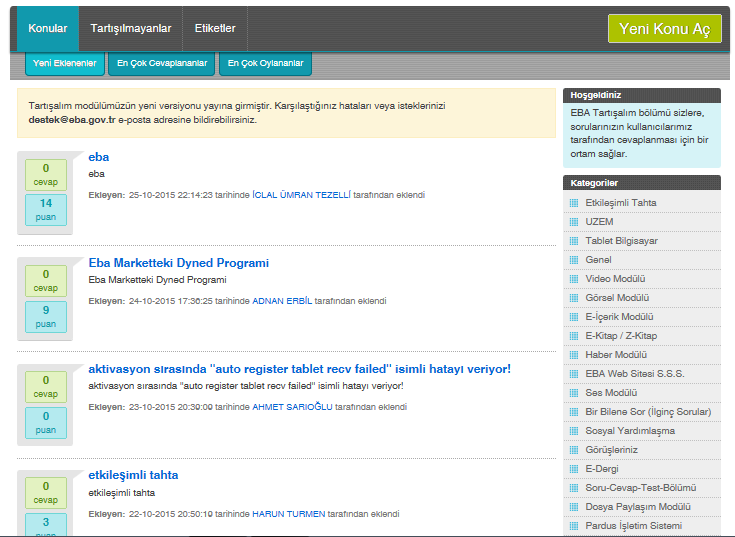 Konular
Tartışılmayanlar
Etiketler
Yeni Konu Aç
Yeni Eklenenler
En Çok Cevaplananlar
En Çok Oylananlar
Tartışalım modülümüzün yeni versiyonu yayına girmiştir. Karşılaştığınız hataları veya isteklerinizi
destek@eba.gov.tr e-posta adresine bildirebilirsiniz.
0
cevap
14
puan
eba
eba
Ekleyen: 25-10-2015 22:14:23 tarihinde İCLAL ÜMRAN TEZELLİ tarafından eklendi
0
cevap
9
puan
Eba Marketteki Dyned Programi
Eba Marketteki Dyned Programi
Ekleyen: 24-10-2015 17:36:25 tarihinde ADNAN ERBİL tarafından eklendi
0
cevap
0
puan
aktivasyon sırasında "auto register tablet recv failed" isimli hatayı veriyor!
aktivasyon sırasında "auto register tablet recv failed" isimli hatayı veriyor!
Ekleyen: 23-10-2015 20:39:00 tarihinde AHMET SARIOĞLU tarafından eklendi
0
cevap
3
puan
etkileşimli tahta
etkileşimli tahta
Ekleyen: 22-10-2015 20:50:19 tarihinde HARUN TURMEN tarafından eklendi
Hoşgeldiniz
EBA Tartışalım bölümü sizlere,
sorularınızın kullanıcılarımız
tarafından cevaplanması için bir
ortam sağlar.
Kategoriler
Etkileşimli Tahta
UZEM
Tablet Bilgisayar
Genel
Video Modülü
Görsel Modülü
E-İçerik Modülü
E-Kitap / Z-Kitap
Haber Modülü
EBA Web Sitesi S.S.S.
Ses Modülü
Bir Bilene Sor (İlginç Sorular)
Sosyal Yardımlaşma
Görüşleriniz
E-Dergi
Soru-Cevap-Test-Bölümü
Dosya Paylaşım Modülü
Pardus İşletim Sistemi